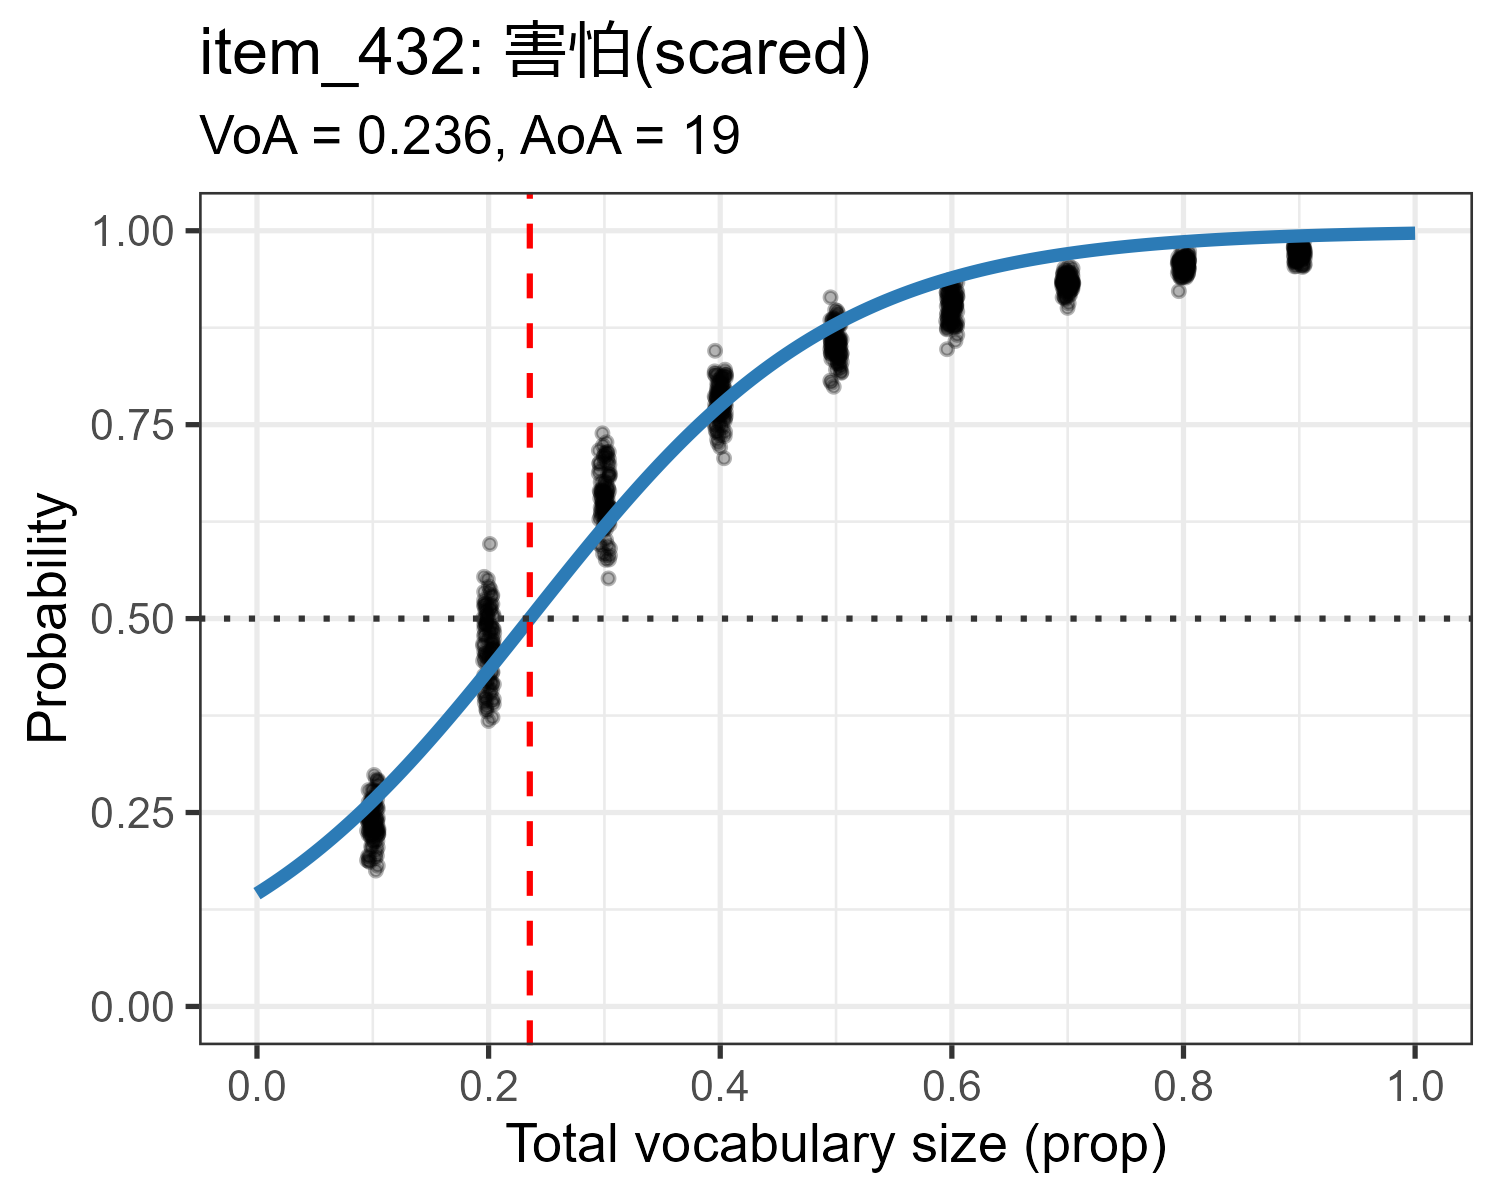 item_432: 害怕(scared)
VoA = 0.236, AoA = 19
1.00
0.75
0.50
0.25
0.00
Probability
0.0 0.2 0.4 0.6 0.8 1.0
Total vocabulary size (prop)